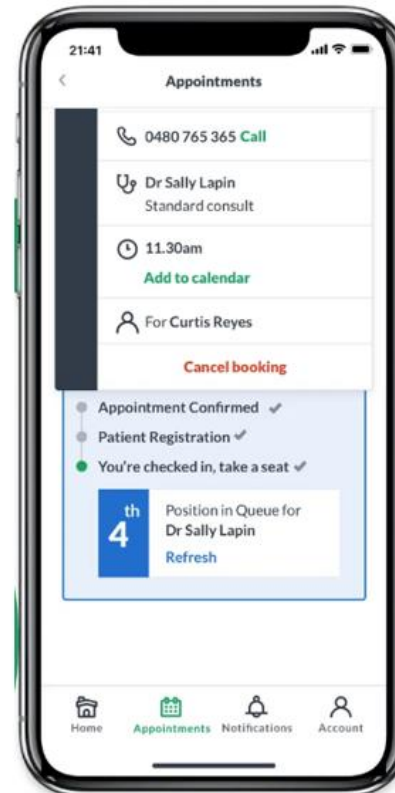 21:41
Appointments
0480 765 365 Call
Dr Sally Lapin
Standard consult
11.30am
Add to calendar
For Curtis Reyes
Cancel booking
Appointment Confirmed
Patient Registration
You're checked in, take a seat
4th
Position in Queue for
Dr Sally Lapin
Refresh
Home Appointments Notifications Account